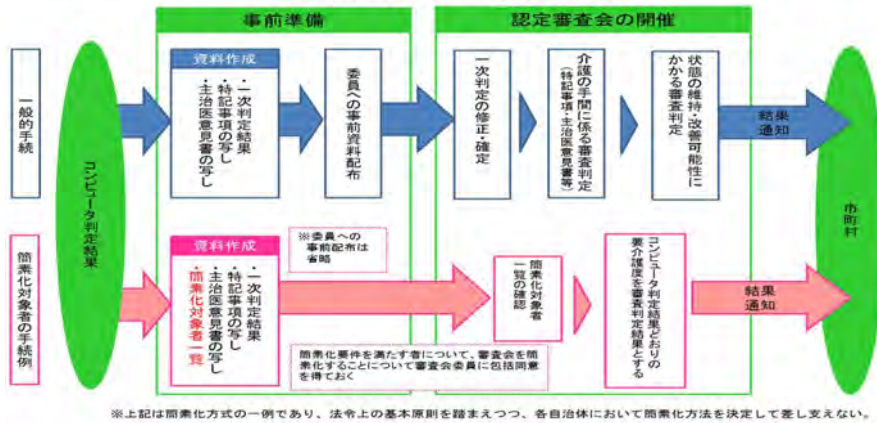 事前準備
認定審査会の開催
一般的手続
コンピュータ判定結果
資料作成
・一次判定結果
・特記事項の写し
・主治医意見書の写し
委員への事前資料配布
一次判定の修正・確定
介護の手間に係る審査判定
（特記事項・主治医意見書等）
状態の維持・改善可能性に
かかる審査判定
結果
通知
市町村
簡素化対象者の手続例
資料作成
・一次判定結果
・特記事項の写し
・主治医意見書の写し
・簡素化対象者一覧
※委員への
事前配布は
省略
簡素化対象者
一覧の確認
コンピュータ判定結果どおりの
要介護度を審査判定結果とする
結果
通知
簡素化要件を満たす者について、審査会を簡
素化することについて審査会委員に包括同意
を得ておく
※上記は簡素化方式の一例であり、法令上の基本原則を踏まえつつ、各自治体において簡素化方法を決定して差し支えない。